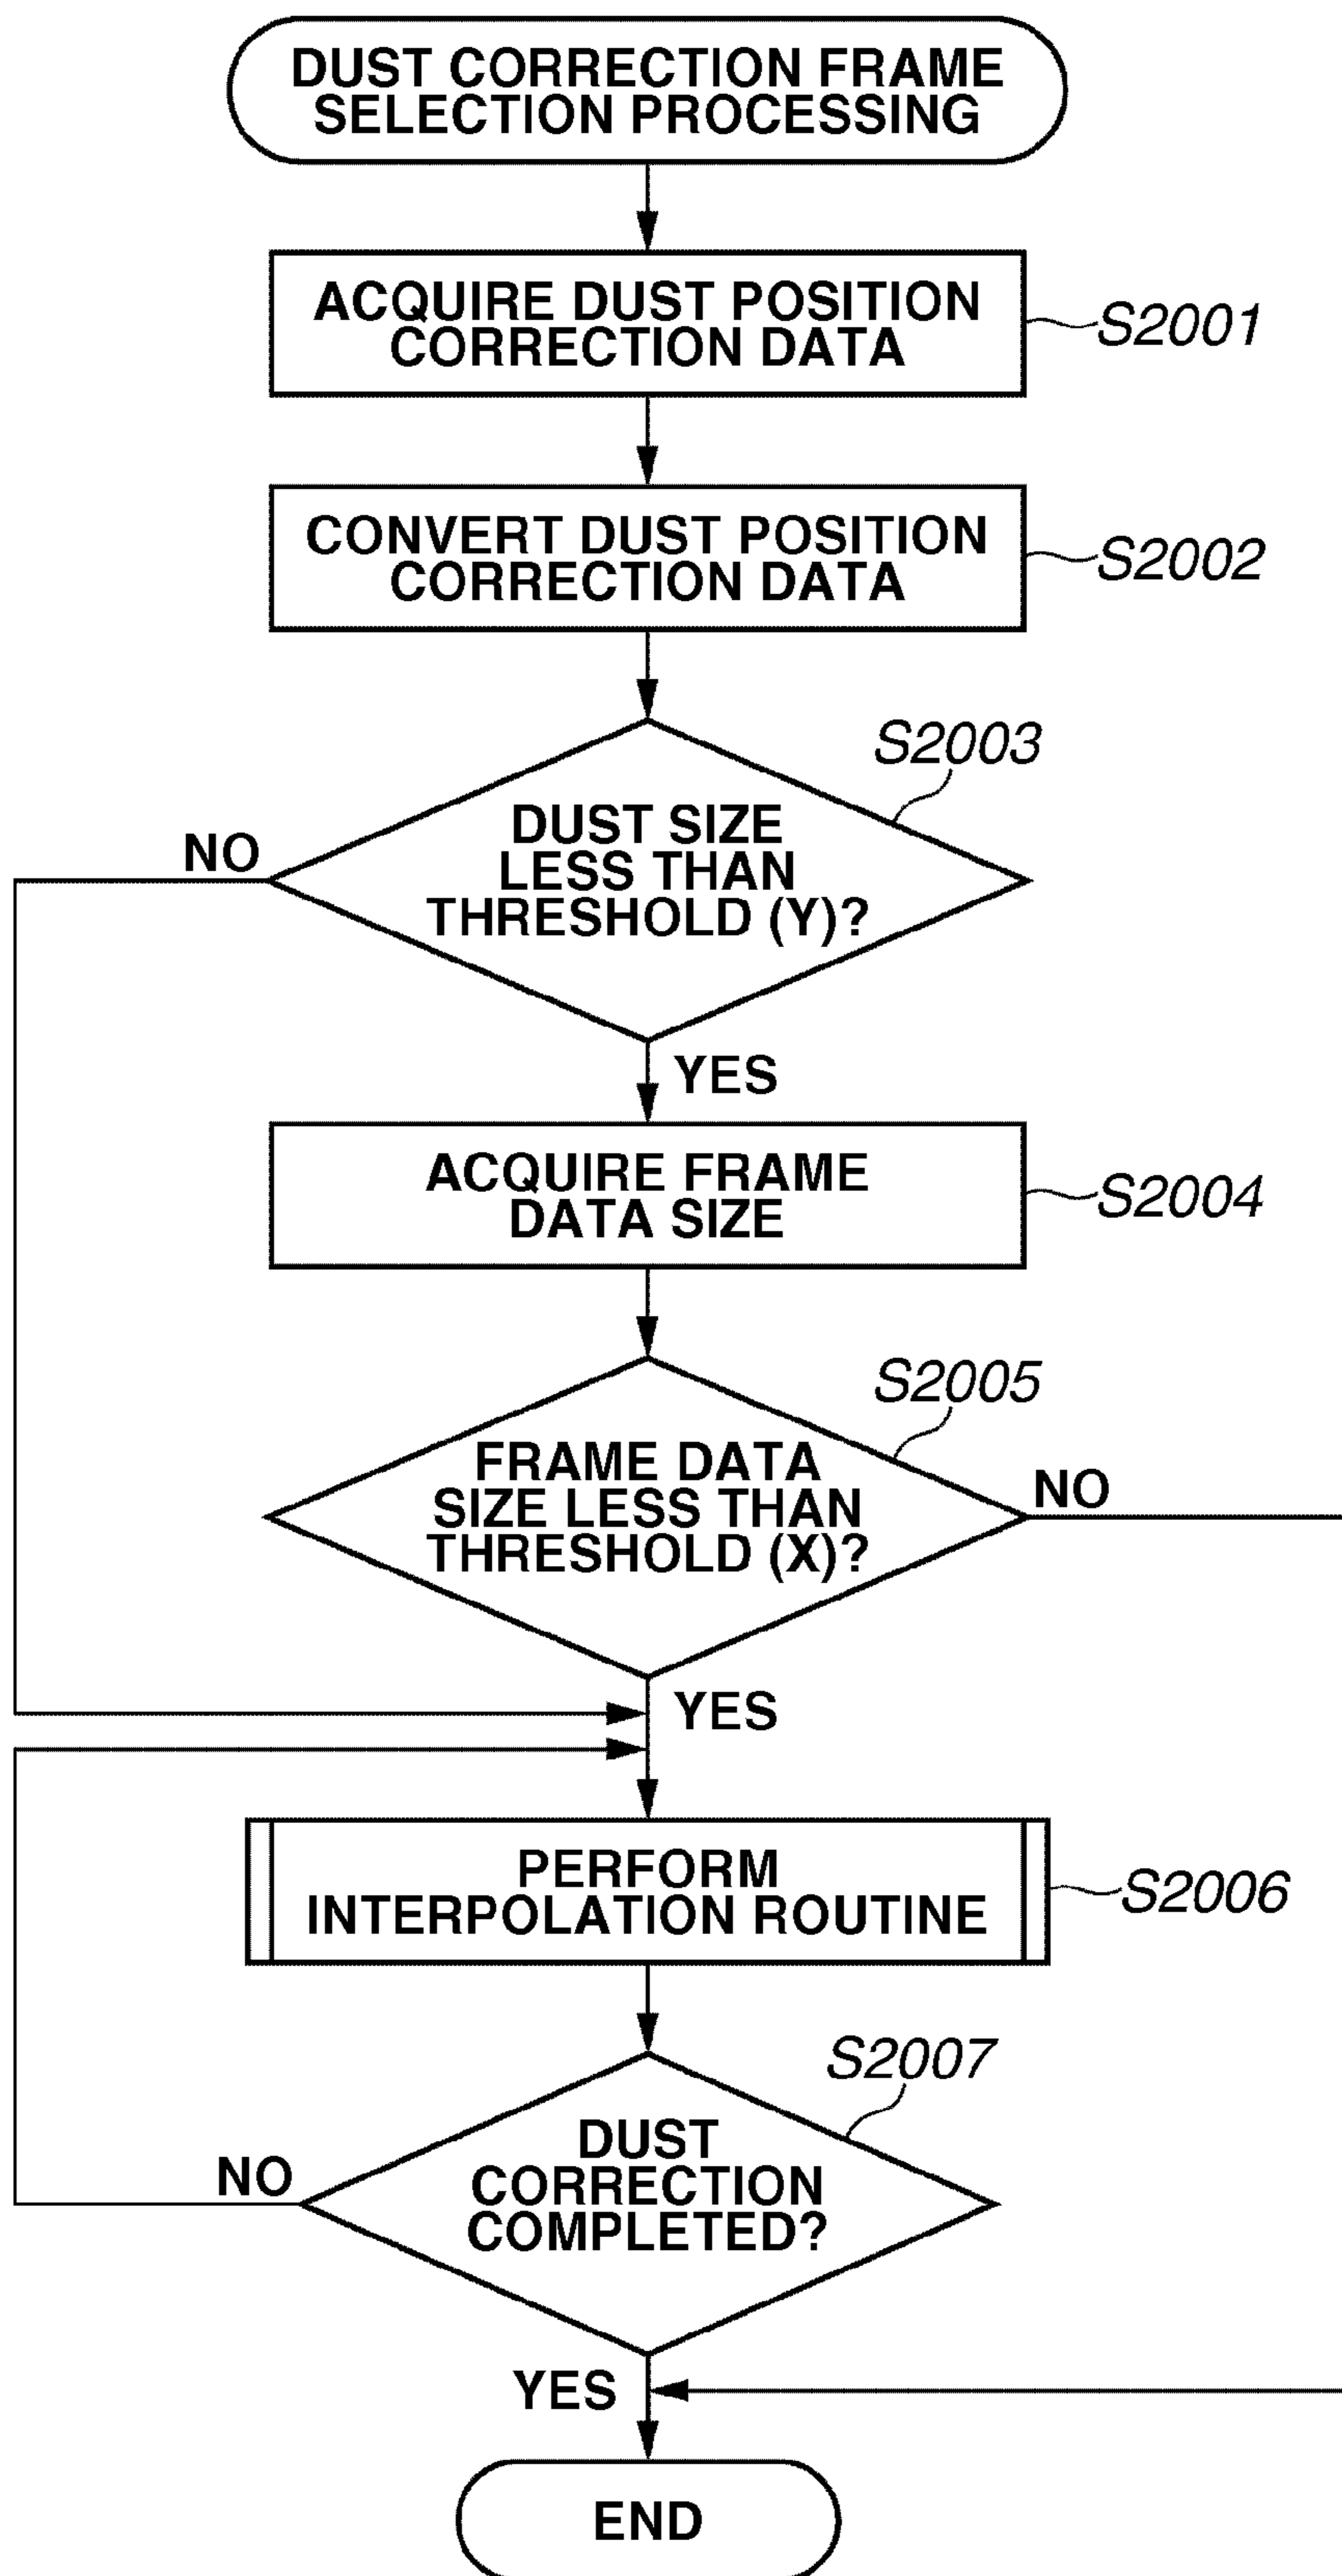 DUST CORRECTION FRAME
SELECTION PROCESSING
ACQUIRE DUST POSITION
CORRECTION DATA
S2001
CONVERT DUST POSITION
CORRECTION DATA
S2002
S2003
DUST SIZE
LESS THAN
THRESHOLD (Y)?
NO
YES
ACQUIRE FRAME
DATA SIZE
S2004
S2005
FRAME DATA
SIZE LESS THAN
THRESHOLD (X)?
NO
YES
PERFORM
INTERPOLATION ROUTINE
S2006
S2007
DUST
CORRECTION
COMPLETED?
NO
YES
END